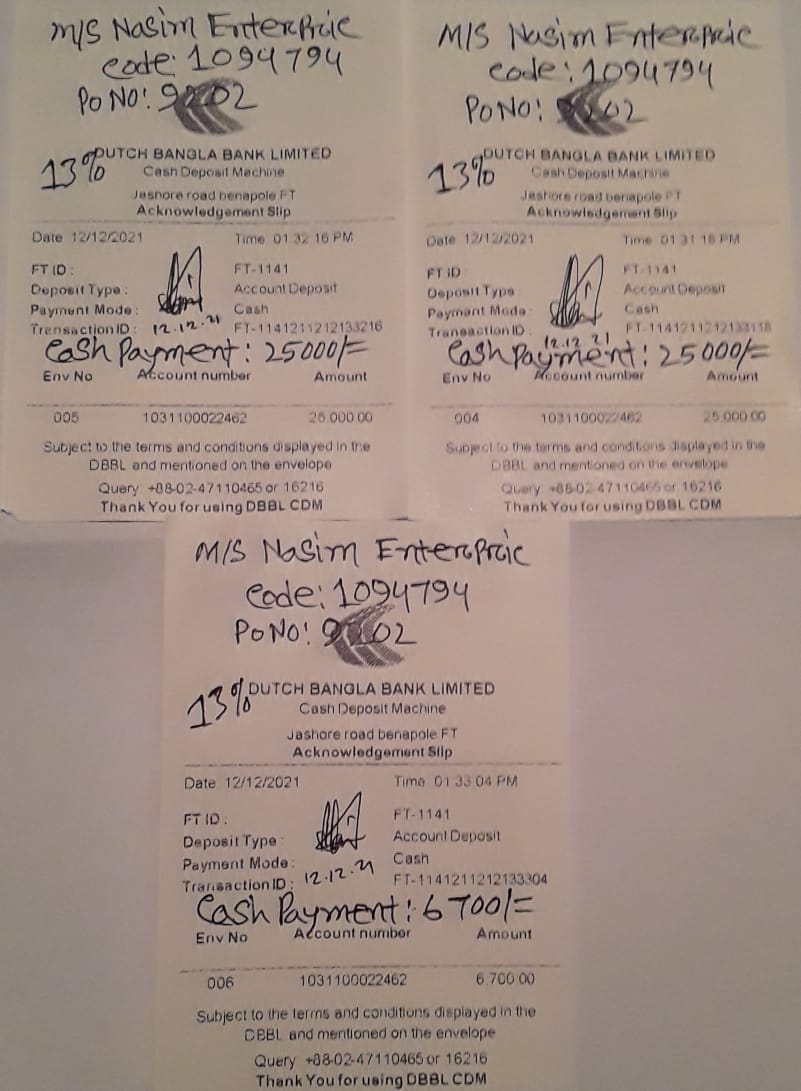 M/S Nasim Enterpric
Code: 1094794
PO NO: 9202
13%
DUTCH BANGLA BANK LIMITED
Cash Deposit Machine
Jashore road benapole FT
Acknowledgement Slip
Date 12/12/2021 Time 01:32:16 PM
FT ID : FT-1141
Deposit Type : Account Deposit
Payment Mode : Cash
Transaction ID : 12.12.21 FT-1141211212133216
Cash Payment: 25000/=
Env No Account number Amount
005 1031100022462 25,000.00
Subject to the terms and conditions displayed in the
DBBL and mentioned on the envelope
Query +88-02-47110465 or 16216
Thank You for using DBBL CDM
M/S Nasim Enterpric
Code: 1094794
PO NO: 9202
13%
DUTCH BANGLA BANK LIMITED
Cash Deposit Machine
Jashore road benapole FT
Acknowledgement Slip
Date 12/12/2021 Time 01:31:18 PM
FT ID : FT-1141
Deposit Type : Account Deposit
Payment Mode : Cash
Transaction ID : FT-1141211212133118
12.12.21
Cash Payment: 25000/=
Env No Account number Amount
004 1031100022462 25,000.00
Subject to the terms and conditions displayed in the
DBBL and mentioned on the envelope
Query +88-02-47110465 or 16216
Thank You for using DBBL CDM
M/S Nasim Enterpric
Code: 1094794
PO NO: 9202
13%
DUTCH BANGLA BANK LIMITED
Cash Deposit Machine
Jashore road benapole FT
Acknowledgement Slip
Date 12/12/2021 Time 01:33:04 PM
FT ID : FT-1141
Deposit Type : Account Deposit
Payment Mode : Cash
Transaction ID : 12.12.21 FT-1141211212133304
Cash Payment: 6700/=
Env No Account number Amount
006 1031100022462 6,700.00
Subject to the terms and conditions displayed in the
DBBL and mentioned on the envelope
Query +88-02-47110465 or 16216
Thank You for using DBBL CDM